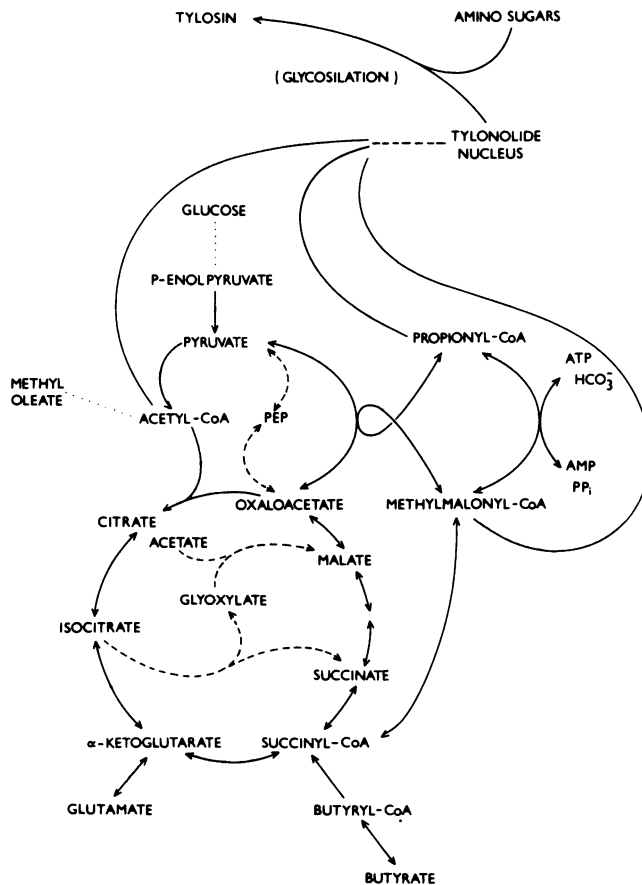 TYLOSIN
AMINO SUGARS
(GLYCOSILATION)
TYLONOLIDE
NUCLEUS
GLUCOSE
P-ENOLPYRUVATE
PYRUVATE
PROPIONYL-CoA
ATP
HCO3−
METHYL
OLEATE
ACETYL-CoA
PEP
AMP
PPi
OXALOACETATE
METHYLMALONYL-CoA
CITRATE
ACETATE
MALATE
GLYOXYLATE
ISOCITRATE
SUCCINATE
α-KETOGLUTARATE
SUCCINYL-CoA
GLUTAMATE
BUTYRYL-CoA
BUTYRATE